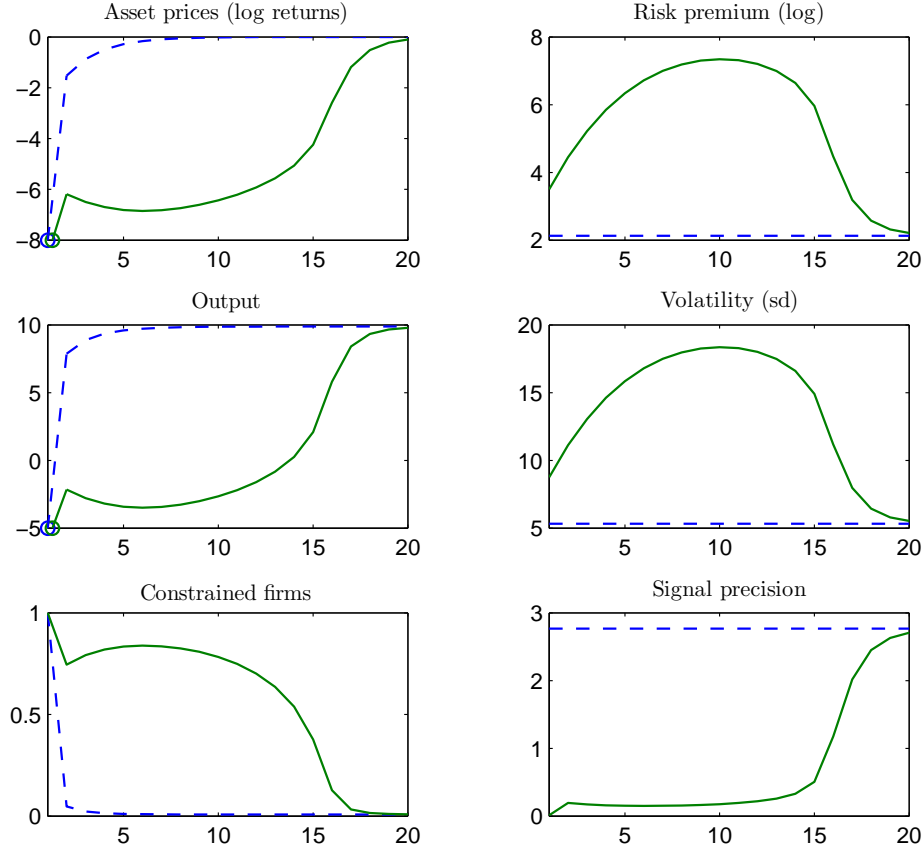 Asset prices (log returns)
0
−2
−4
−6
−8
5 10 15 20
Risk premium (log)
8
6
4
2
5 10 15 20
Output
10
5
0
−5
5 10 15 20
Volatility (sd)
20
15
10
5
5 10 15 20
Constrained firms
1
0.5
0
5 10 15 20
Signal precision
3
2
1
0
5 10 15 20